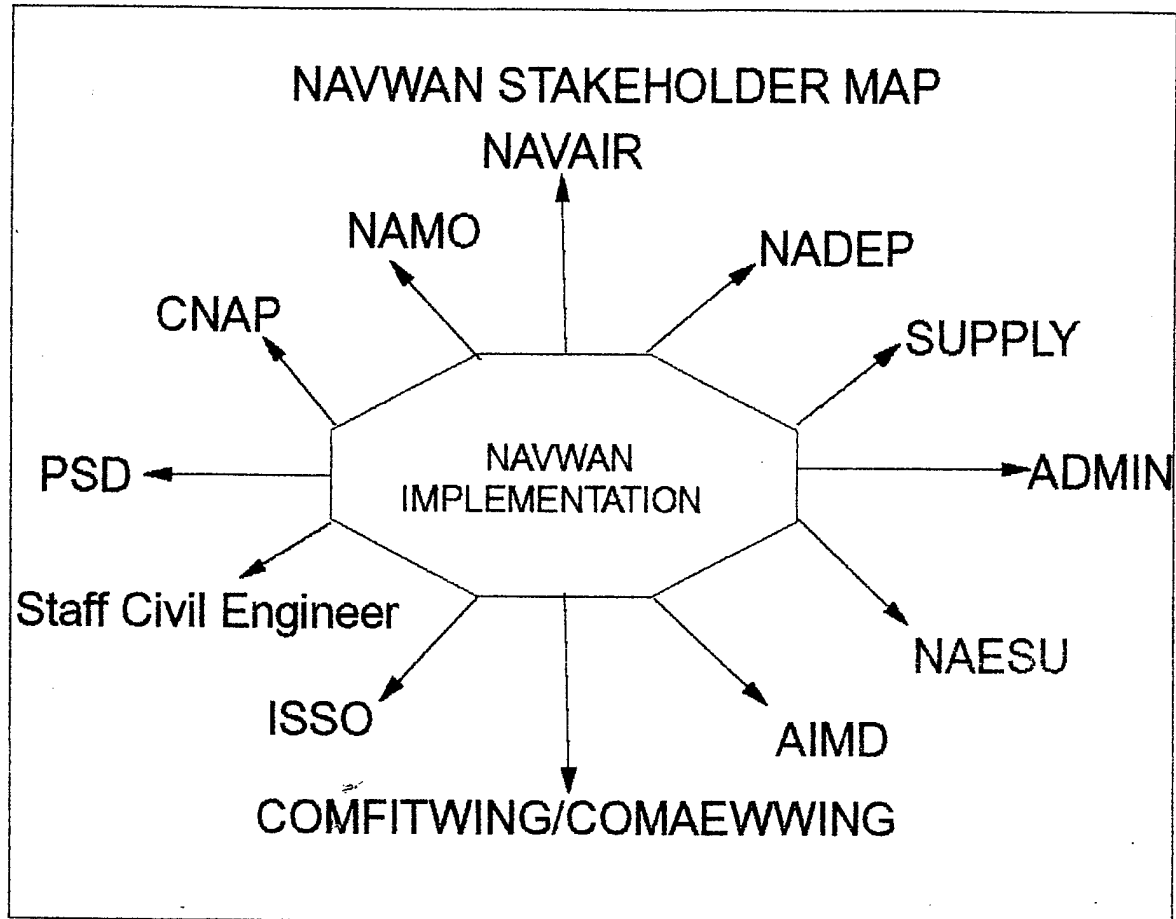 NAVWAN STAKEHOLDER MAP
NAVAIR
NAMO
NADEP
CNAP
SUPPLY
PSD
NAVWAN
IMPLEMENTATION
ADMIN
Staff Civil Engineer
NAESU
ISSO
AIMD
COMFITWING/COMAEWWING